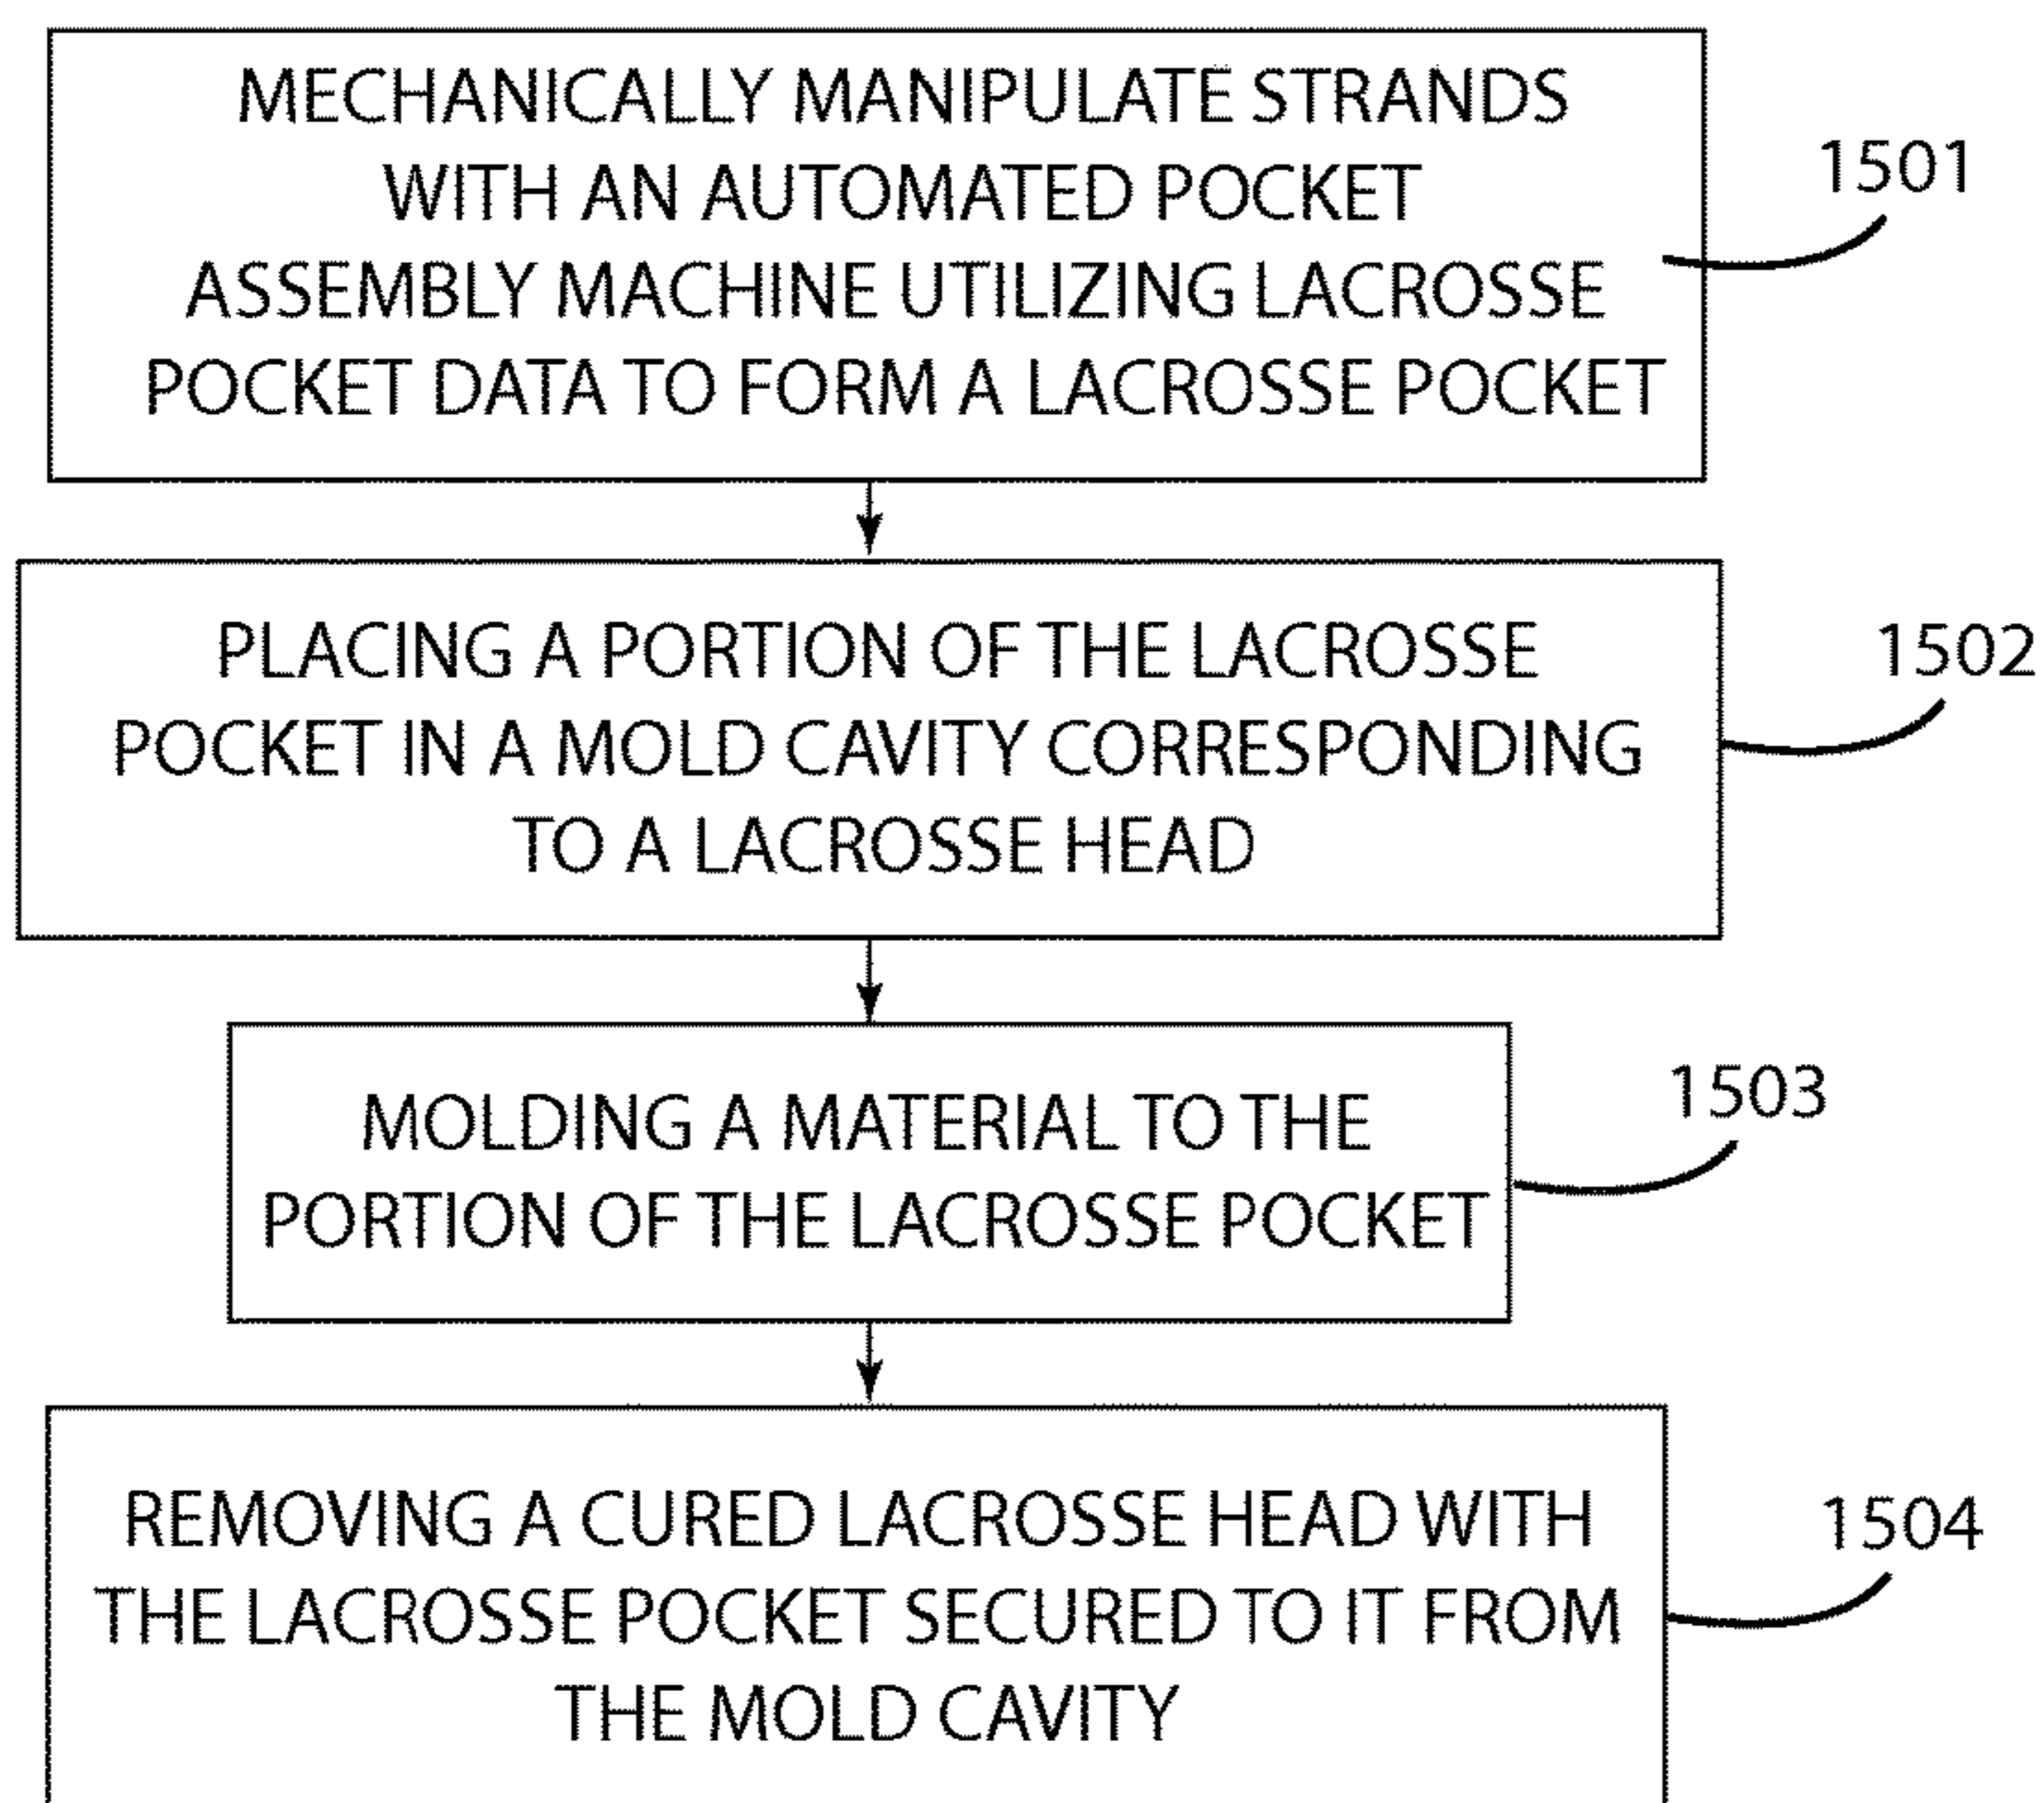 MECHANICALLY MANIPULATE STRANDS
WITH AN AUTOMATED POCKET
ASSEMBLY MACHINE UTILIZING LACROSSE
POCKET DATA TO FORM A LACROSSE POCKET
1501
PLACING A PORTION OF THE LACROSSE
POCKET IN A MOLD CAVITY CORRESPONDING
TO A LACROSSE HEAD
1502
MOLDING A MATERIAL TO THE
PORTION OF THE LACROSSE POCKET
1503
REMOVING A CURED LACROSSE HEAD WITH
THE LACROSSE POCKET SECURED TO IT FROM
THE MOLD CAVITY
1504